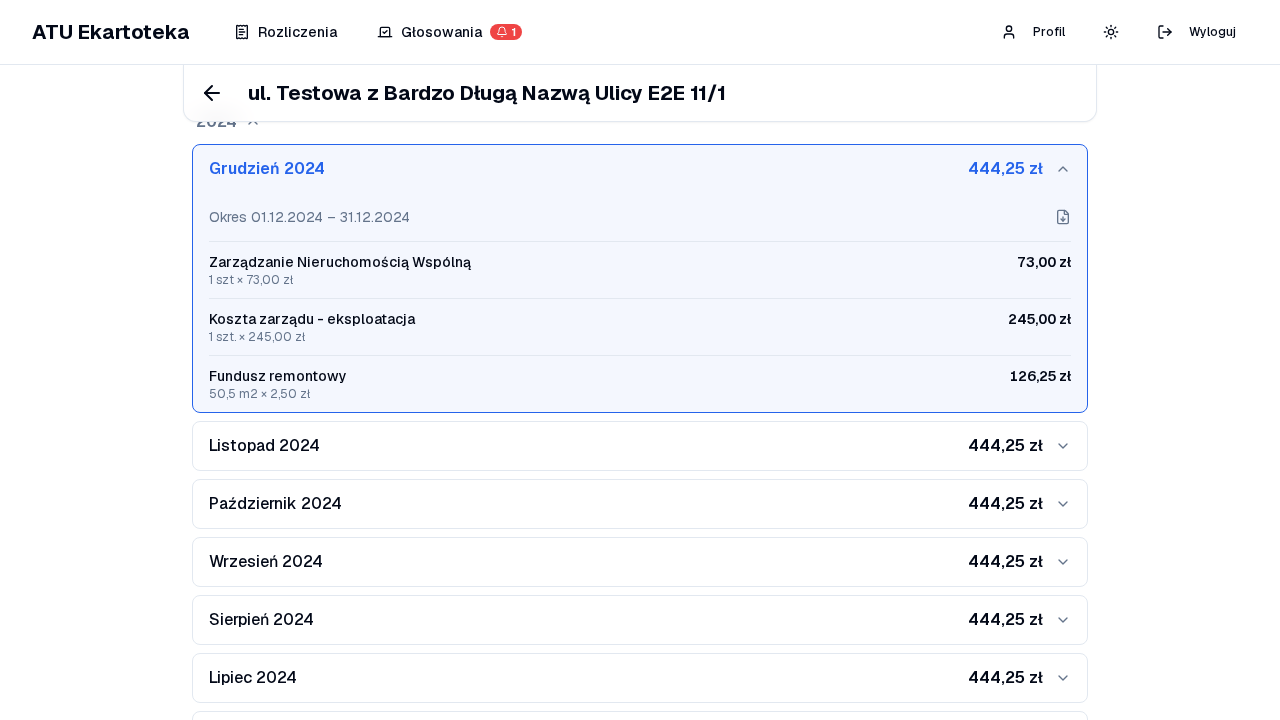 ATU Ekartoteka
Rozliczenia
Głosowania
1
Profil
Wyloguj
ul. Testowa z Bardzo Długą Nazwą Ulicy E2E 11/1
2024
Grudzień 2024
444,25 zł
Okres 01.12.2024 – 31.12.2024
Zarządzanie Nieruchomością Wspólną
73,00 zł
1 szt × 73,00 zł
Koszta zarządu - eksploatacja
245,00 zł
1 szt. × 245,00 zł
Fundusz remontowy
126,25 zł
50,5 m2 × 2,50 zł
Listopad 2024
444,25 zł
Październik 2024
444,25 zł
Wrzesień 2024
444,25 zł
Sierpień 2024
444,25 zł
Lipiec 2024
444,25 zł